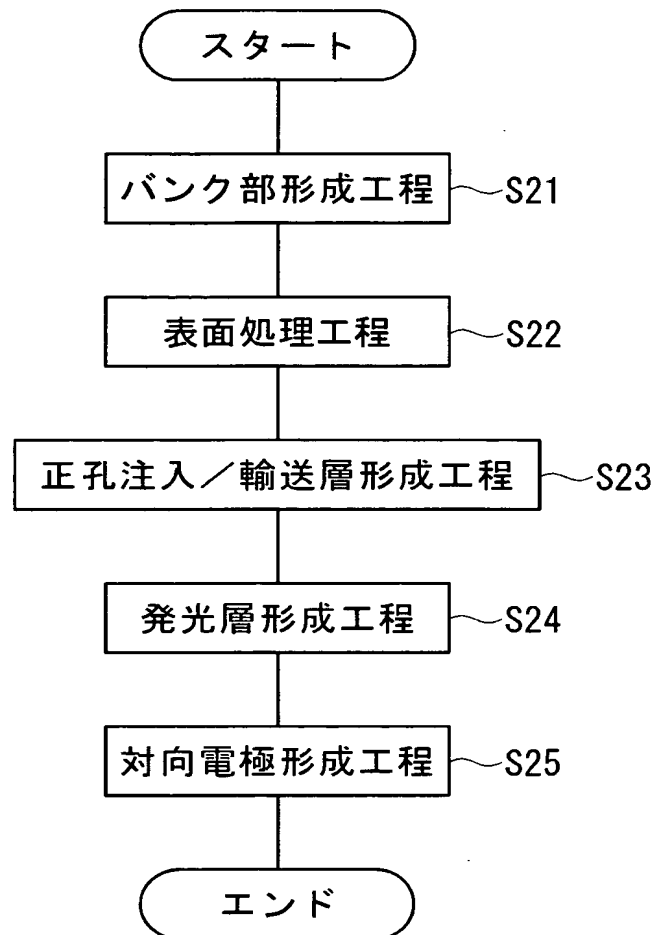 スタート
バンク部形成工程 S21
表面処理工程 S22
正孔注入／輸送層形成工程 S23
発光層形成工程 S24
対向電極形成工程 S25
エンド